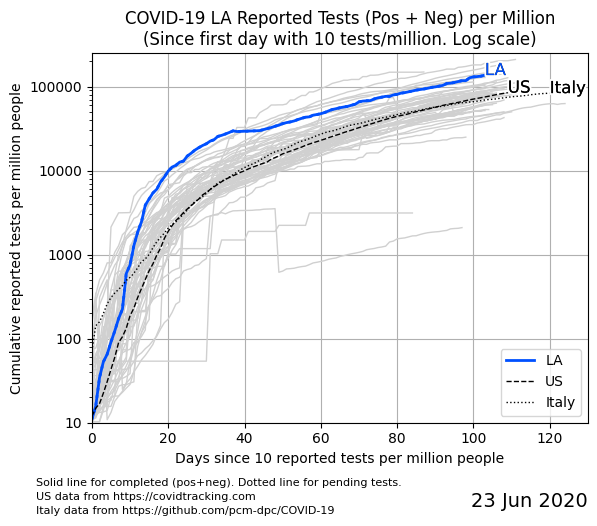 COVID-19 LA Reported Tests (Pos + Neg) per Million
(Since first day with 10 tests/million. Log scale)
Cumulative reported tests per million people
100000
10000
1000
100
10
LA
US
Italy
LA
US
Italy
0
20
40
60
80
100
120
Days since 10 reported tests per million people
Solid line for completed (pos+neg). Dotted line for pending tests.
US data from https://covidtracking.com
Italy data from https://github.com/pcm-dpc/COVID-19
23 Jun 2020